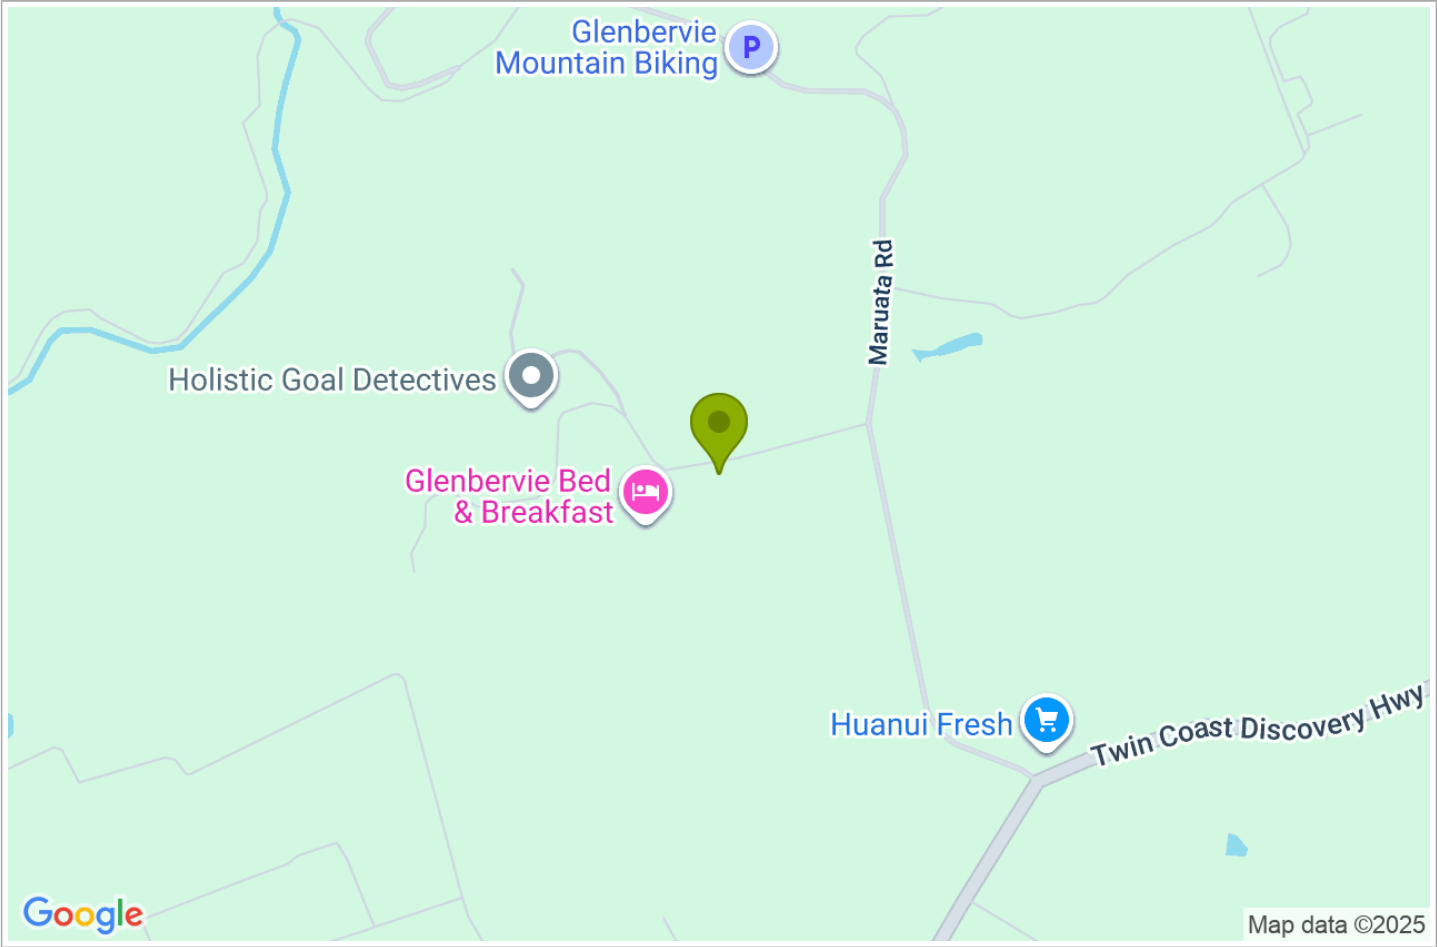 Glenbervie
Mountain Biking
P
Maruata Rd
Holistic Goal Detectives
Glenbervie Bed
& Breakfast
Huanui Fresh
Twin Coast Discovery Hwy
Google
Map data ©2025